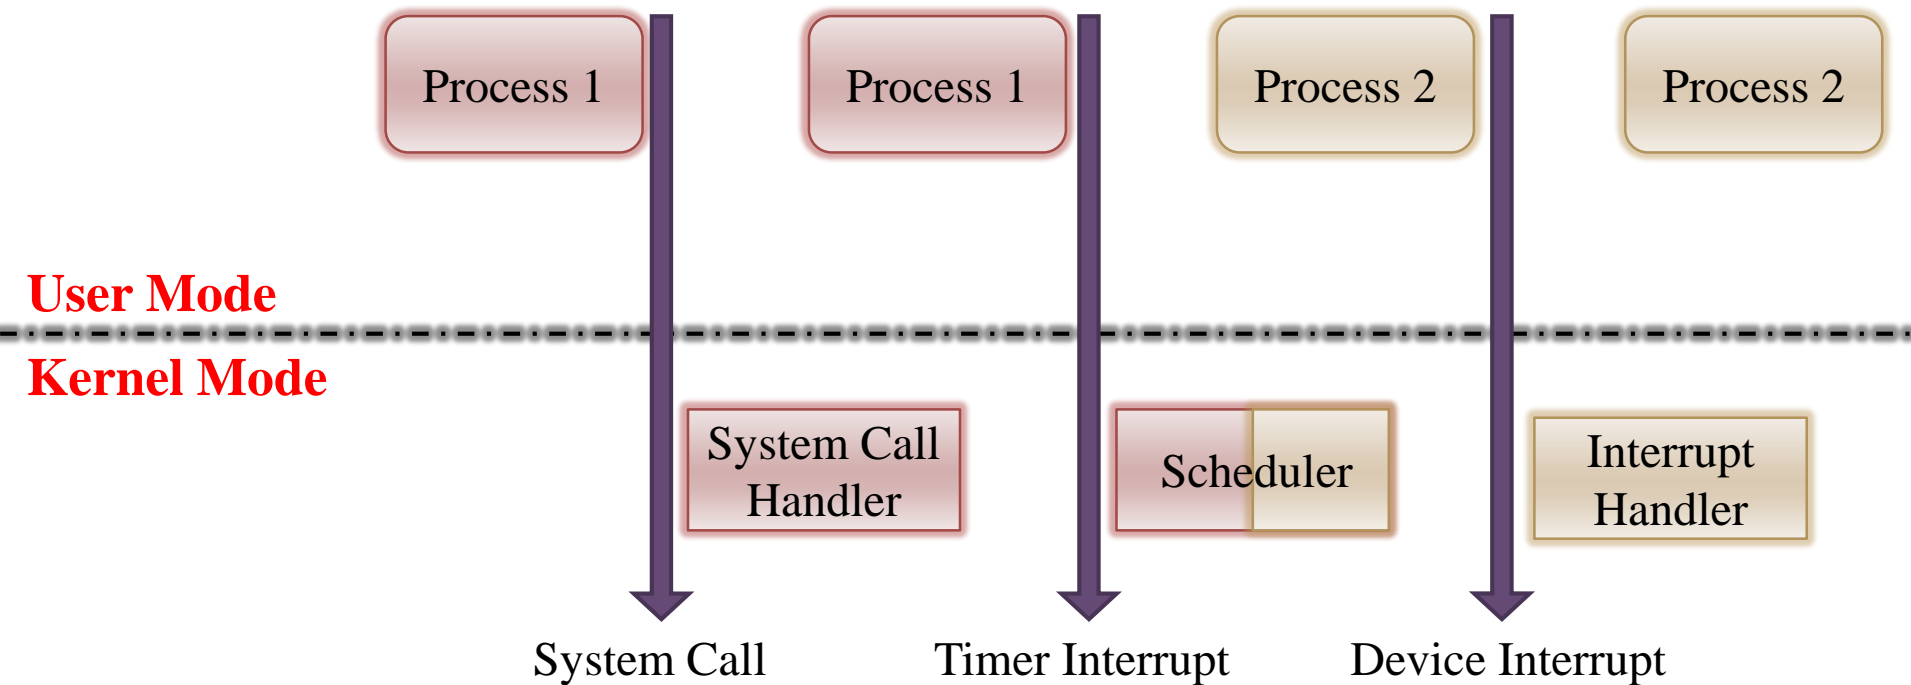 Process 1
Process 1
Process 2
Process 2
User Mode
Kernel Mode
System Call
Handler
Scheduler
Interrupt
Handler
System Call
Timer Interrupt
Device Interrupt